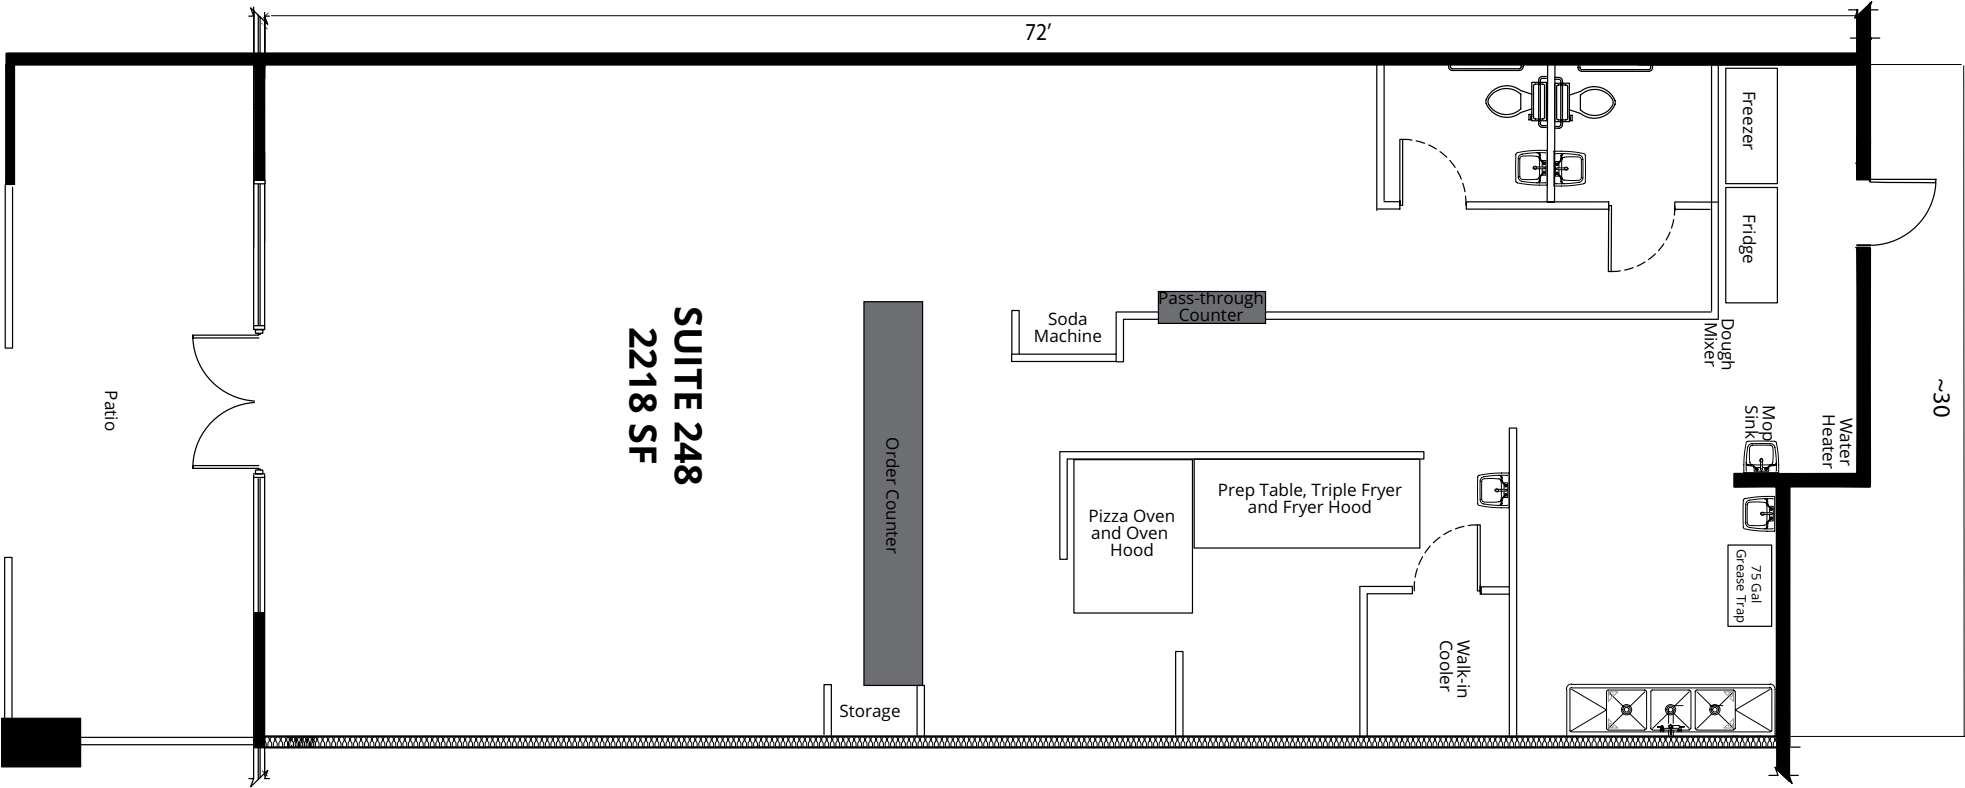 72’
Freezer
Fridge
Pass-through
Counter
Soda
Machine
Dough
Mixer
SUITE 248
2218 SF
Patio
~30
Mop
Sink
Water
Heater
Order Counter
Prep Table, Triple Fryer
and Fryer Hood
Pizza Oven
and Oven
Hood
75 Gal
Grease Trap
Walk-in
Cooler
Storage